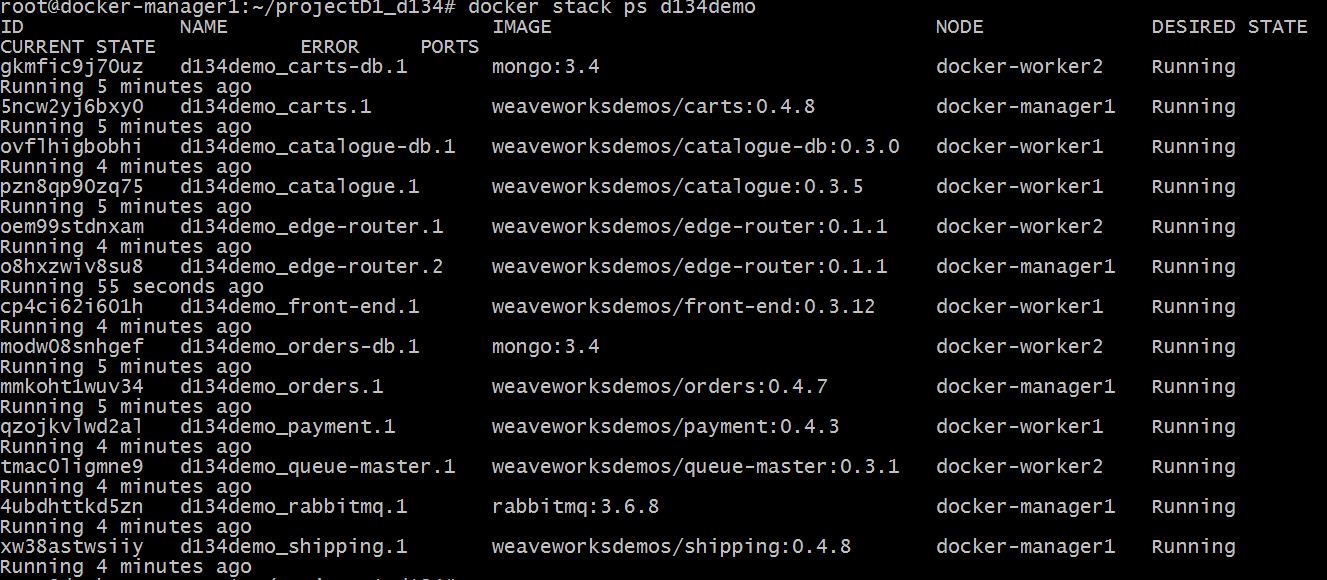 root@docker-manager1:~/projectD1_d134# docker stack ps d134demo
ID NAME IMAGE NODE DESIRED STATE
CURRENT STATE ERROR PORTS
gkmfic9j70uz d134demo_carts-db.1 mongo:3.4 docker-worker2 Running
Running 5 minutes ago
5ncw2yj6bxy0 d134demo_carts.1 weaveworksdemos/carts:0.4.8 docker-manager1 Running
Running 5 minutes ago
ovflhigbobhi d134demo_catalogue-db.1 weaveworksdemos/catalogue-db:0.3.0 docker-worker1 Running
Running 4 minutes ago
pzn8qp90zq75 d134demo_catalogue.1 weaveworksdemos/catalogue:0.3.5 docker-worker1 Running
Running 5 minutes ago
oem99stdnxam d134demo_edge-router.1 weaveworksdemos/edge-router:0.1.1 docker-worker2 Running
Running 4 minutes ago
o8hxzwiv8su8 d134demo_edge-router.2 weaveworksdemos/edge-router:0.1.1 docker-manager1 Running
Running 55 seconds ago
cp4ci62i601h d134demo_front-end.1 weaveworksdemos/front-end:0.3.12 docker-worker1 Running
Running 4 minutes ago
modw08snhgef d134demo_orders-db.1 mongo:3.4 docker-worker2 Running
Running 5 minutes ago
mmkoht1wuv34 d134demo_orders.1 weaveworksdemos/orders:0.4.7 docker-manager1 Running
Running 5 minutes ago
qzojkvlwd2al d134demo_payment.1 weaveworksdemos/payment:0.4.3 docker-worker1 Running
Running 4 minutes ago
tmac0ligmne9 d134demo_queue-master.1 weaveworksdemos/queue-master:0.3.1 docker-worker2 Running
Running 4 minutes ago
4ubdhttkd5zn d134demo_rabbitmq.1 rabbitmq:3.6.8 docker-manager1 Running
Running 4 minutes ago
xw38astwsiiy d134demo_shipping.1 weaveworksdemos/shipping:0.4.8 docker-manager1 Running
Running 4 minutes ago